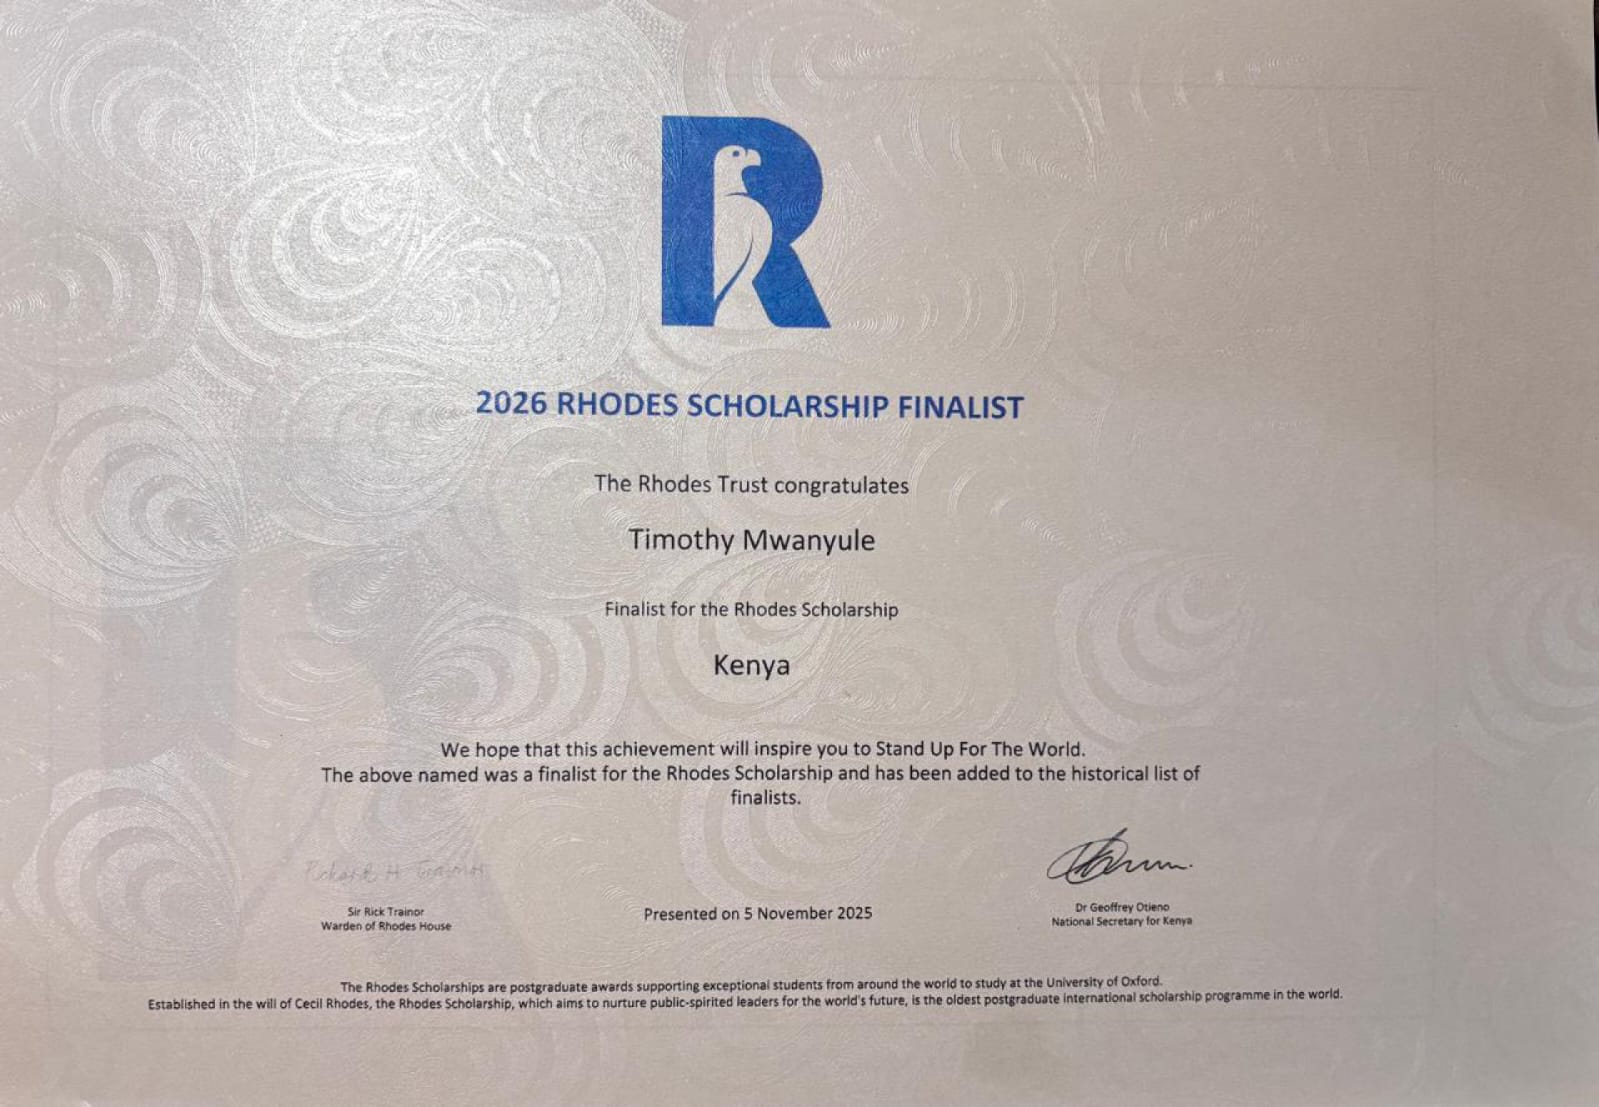 R
2026 RHODES SCHOLARSHIP FINALIST
The Rhodes Trust congratulates
Timothy Mwanyule
Finalist for the Rhodes Scholarship
Kenya
We hope that this achievement will inspire you to Stand Up For The World.
The above named was a finalist for the Rhodes Scholarship and has been added to the historical list of
finalists.
Richard H Trainor
Sir Rick Trainor
Warden of Rhodes House
Presented on 5 November 2025
Dr Geoffrey Otieno
National Secretary for Kenya
The Rhodes Scholarships are postgraduate awards supporting exceptional students from around the world to study at the University of Oxford.
Established in the will of Cecil Rhodes, the Rhodes Scholarship, which aims to nurture public-spirited leaders for the world's future, is the oldest postgraduate international scholarship programme in the world.